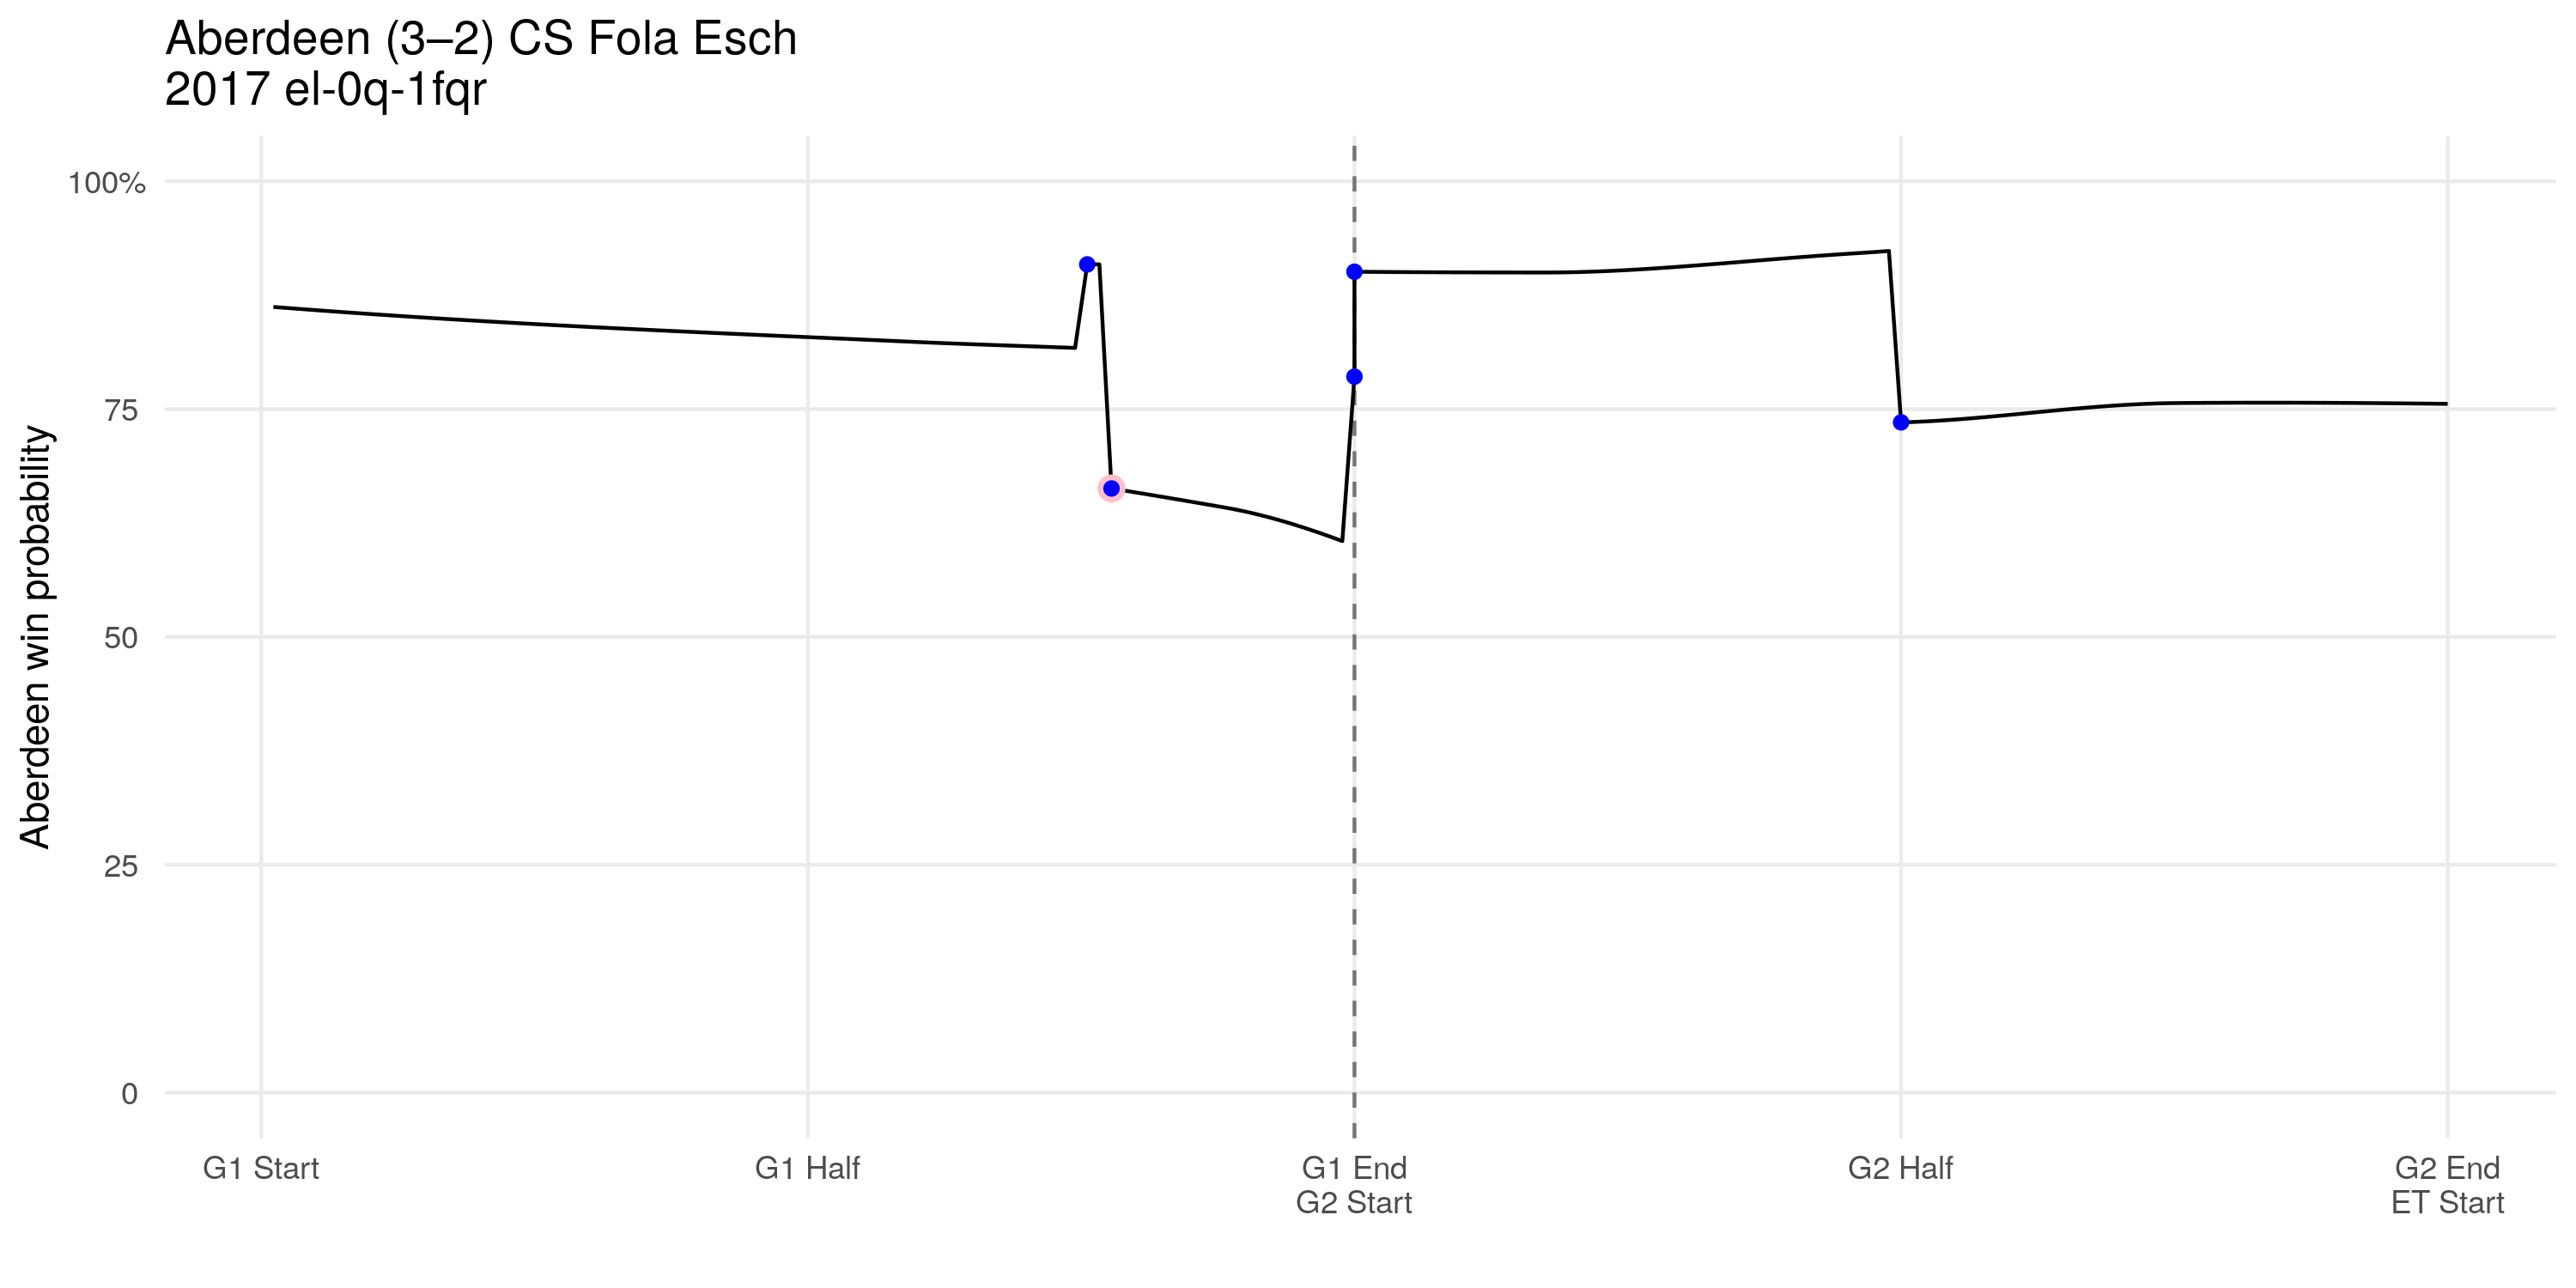 Aberdeen (3–2) CS Fola Esch
2017 el-0q-1fqr
Aberdeen win probability
100%
75
50
25
0
G1 Start
G1 Half
G1 End
G2 Start
G2 Half
G2 End
ET Start